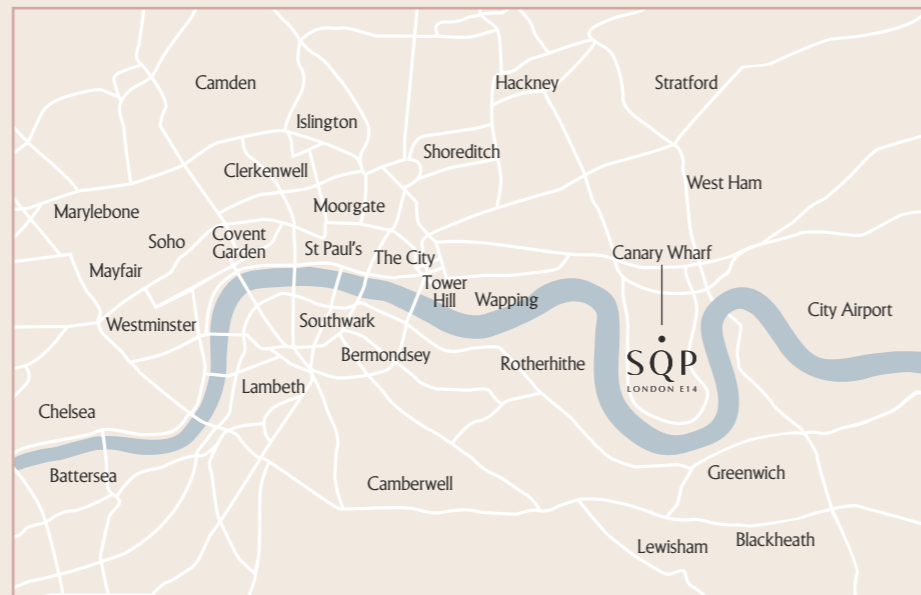 Camden
Hackney
Stratford
Islington
Shoreditch
Clerkenwell
West Ham
Moorgate
Marylebone
Soho
Covent
Garden
St Paul's
The City
Canary Wharf
Mayfair
Tower
Hill
Wapping
City Airport
Westminster
Southwark
Bermondsey
Rotherhithe
SQP
LONDON E14
Lambeth
Chelsea
Battersea
Camberwell
Greenwich
Lewisham
Blackheath